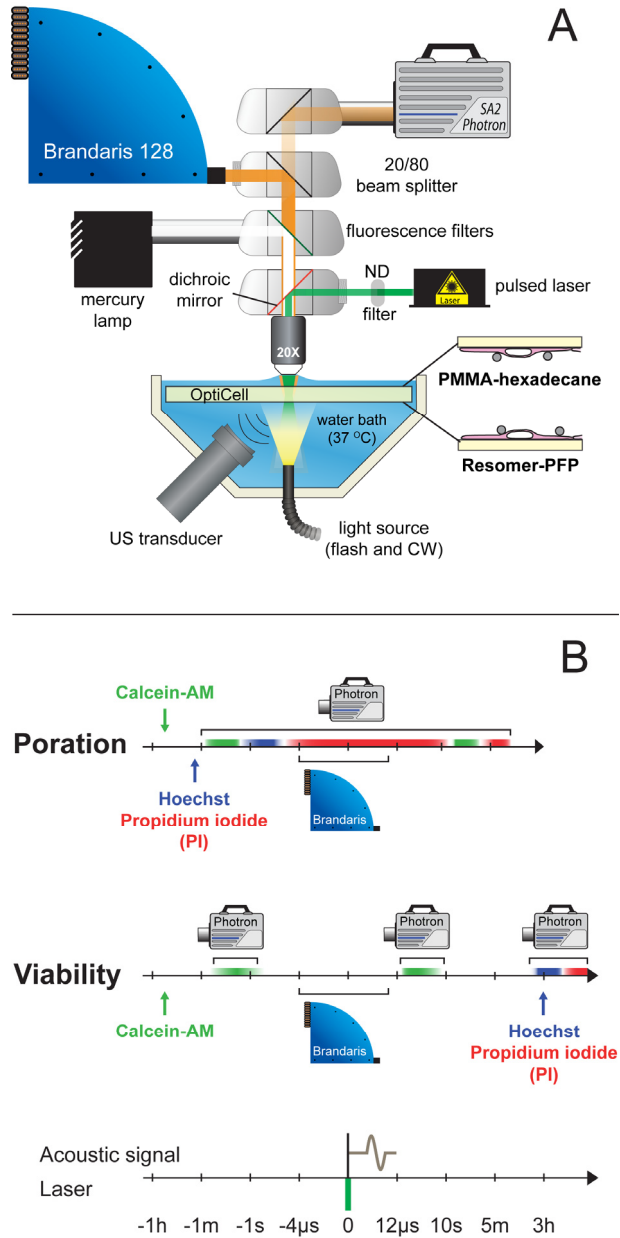 A
Brandaris 128
SA2
Photron
20/80
beam splitter
fluorescence filters
mercury
lamp
dichroic
mirror
ND
filter
Laser
pulsed laser
20X
OptiCell
water bath
(37 °C)
PMMA-hexadecane
Resomer-PFP
US transducer
light source
(flash and CW)
B
Calcein-AM
Photron
Poration
Hoechst
Propidium iodide
(PI)
Brandaris
Photron
Photron
Photron
Viability
Calcein-AM
Brandaris
Hoechst
Propidium iodide
(PI)
Acoustic signal
Laser
-1h -1m -1s -4µs 0 12µs 10s 5m 3h